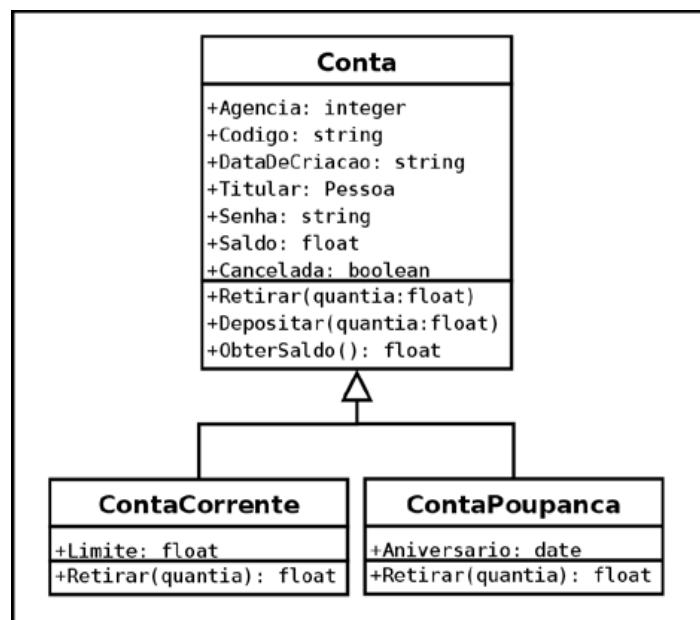 Conta
+Agencia: integer
+Codigo: string
+DataDeCriacao: string
+Titular: Pessoa
+Senha: string
+Saldo: float
+Cancelada: boolean
+Retirar(quantia:float)
+Depositar(quantia:float)
+ObterSaldo(): float
ContaCorrente
+Limite: float
+Retirar(quantia): float
ContaPoupanca
+Aniversario: date
+Retirar(quantia): float